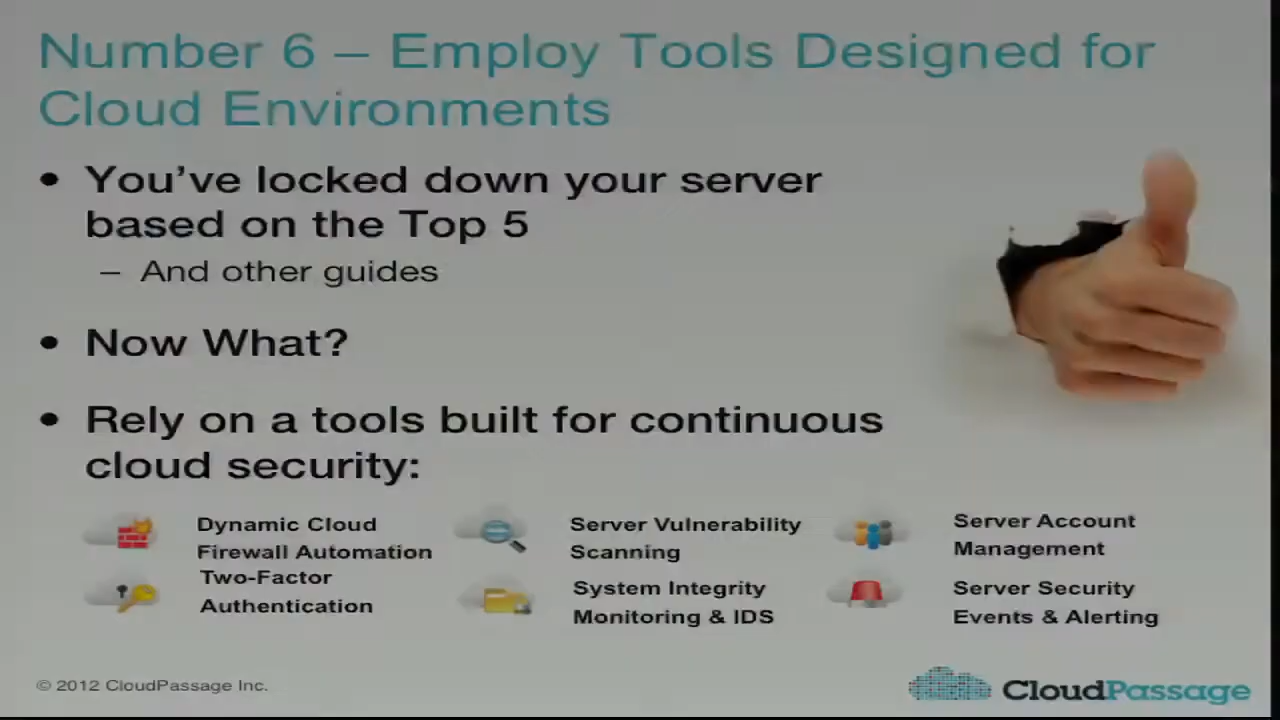 Number 6 – Employ Tools Designed for
Cloud Environments
• You’ve locked down your server
based on the Top 5
– And other guides
• Now What?
• Rely on a tools built for continuous
cloud security:
Dynamic Cloud
Firewall Automation
Two-Factor
Authentication
Server Vulnerability
Scanning
System Integrity
Monitoring & IDS
Server Account
Management
Server Security
Events & Alerting
© 2012 CloudPassage Inc.
CloudPassage